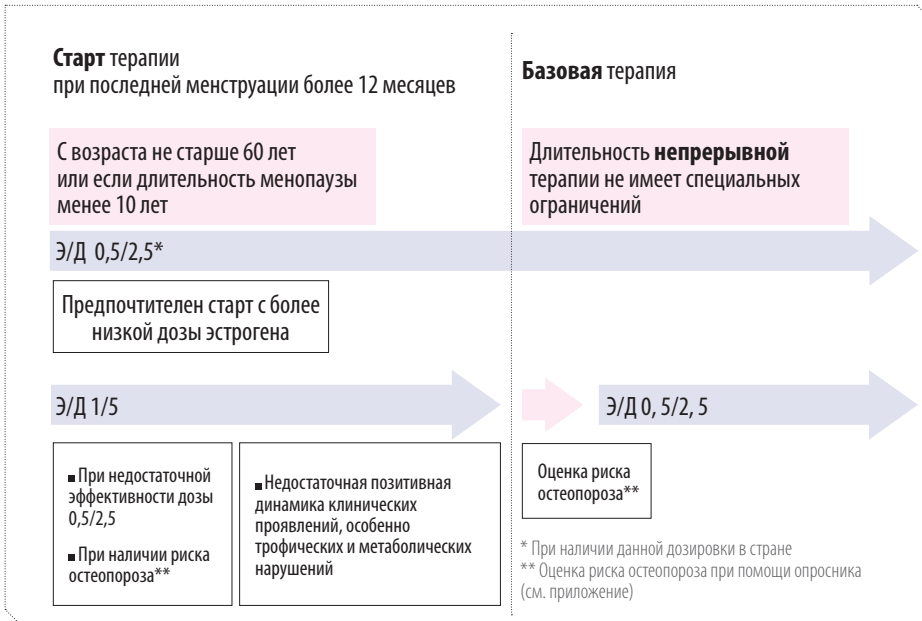 Старт терапии
при последней менструации более 12 месяцев
Базовая терапия
С возраста не старше 60 лет
или если длительность менопаузы
менее 10 лет
Длительность непрерывной
терапии не имеет специальных
ограничений
Э/Д 0,5/2,5*
Предпочтителен старт с более
низкой дозы эстрогена
Э/Д 1/5
Э/Д 0, 5/2, 5
■ При недостаточной
эффективности дозы
0,5/2,5
■ При наличии риска
остеопороза**
■ Недостаточная позитивная
динамика клинических
проявлений, особенно
трофических и метаболических
нарушений
Оценка риска
остеопороза**
* При наличии данной дозировки в стране
** Оценка риска остеопороза при помощи опросника
(см. приложение)